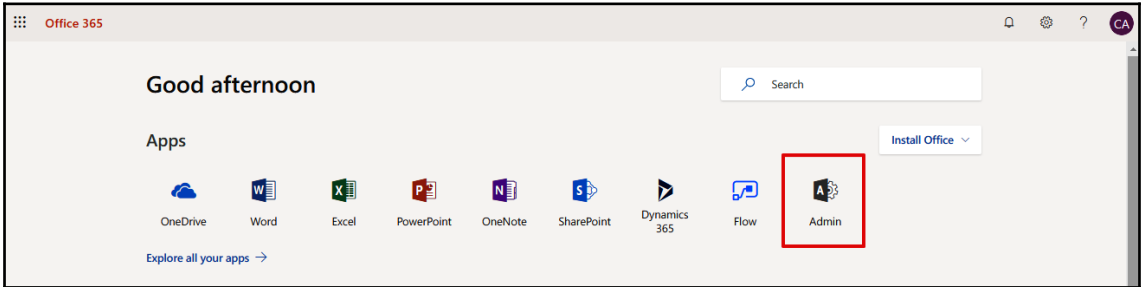 Office 365
?
CA
Good afternoon
Search
Apps
Install Office
OneDrive
Word
Excel
PowerPoint
OneNote
SharePoint
Dynamics
365
Flow
Admin
Explore all your apps →